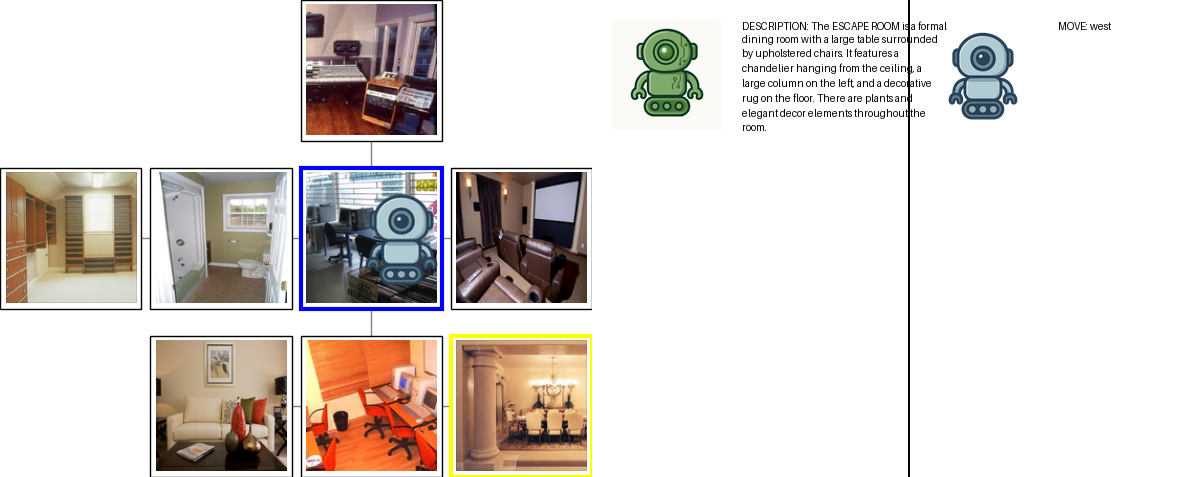 DESCRIPTION: The ESCAPE ROOM is a formal
dining room with a large table surrounded
by upholstered chairs. It features a
chandelier hanging from the ceiling, a
large column on the left, and a decorative
rug on the floor. There are plants and
elegant decor elements throughout the
room.
MOVE: west